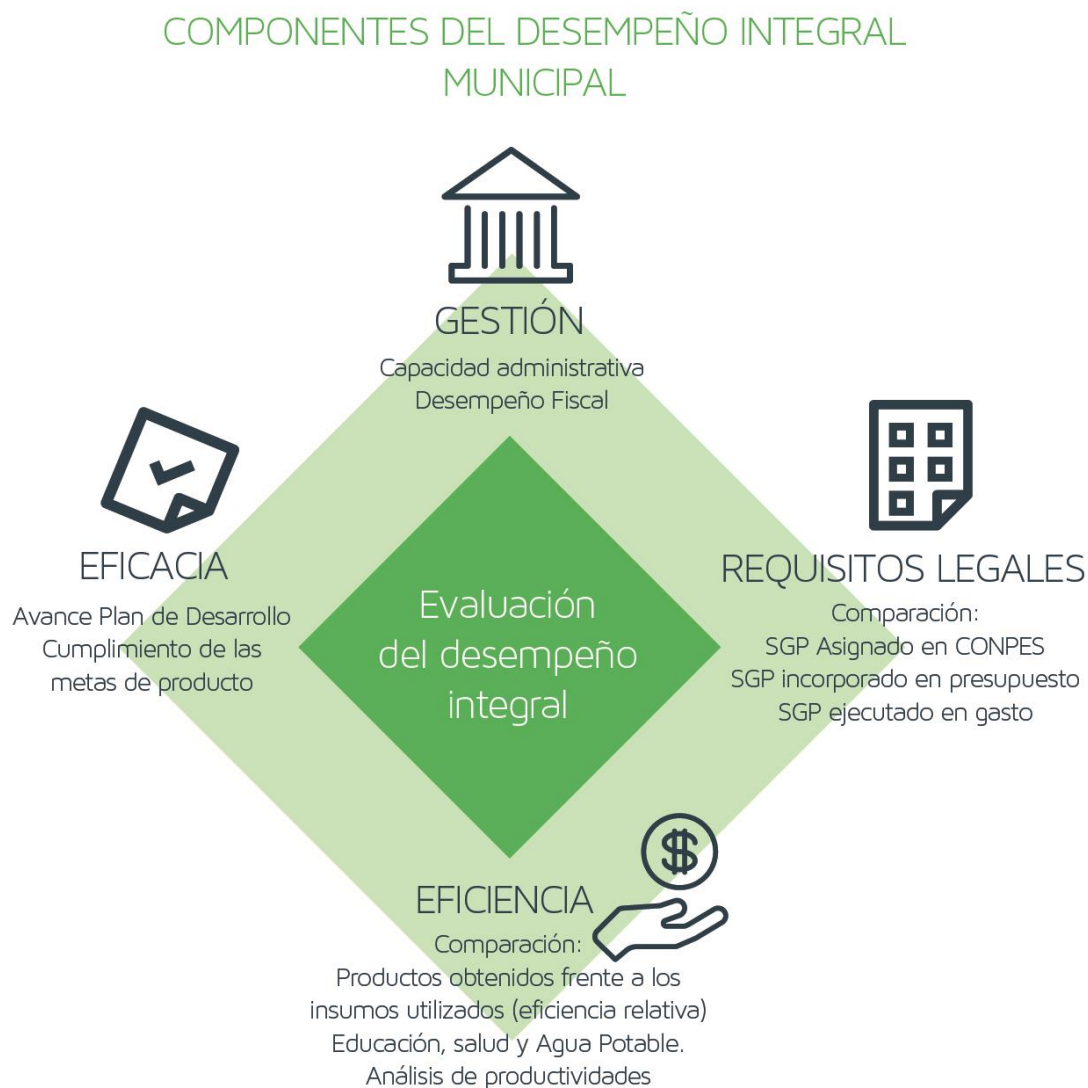 COMPONENTES DEL DESEMPEÑO INTEGRAL
MUNICIPAL
GESTIÓN
Capacidad administrativa
Desempeño Fiscal
EFICACIA
Avance Plan de Desarrollo
Cumplimiento de las
metas de producto
Evaluación
del desempeño
integral
REQUISITOS LEGALES
Comparación:
SGP Asignado en CONPES
SGP incorporado en presupuesto
SGP ejecutado en gasto
$
EFICIENCIA
Comparación:
Productos obtenidos frente a los
insumos utilizados (eficiencia relativa)
Educación, salud y Agua Potable.
Análisis de productividades